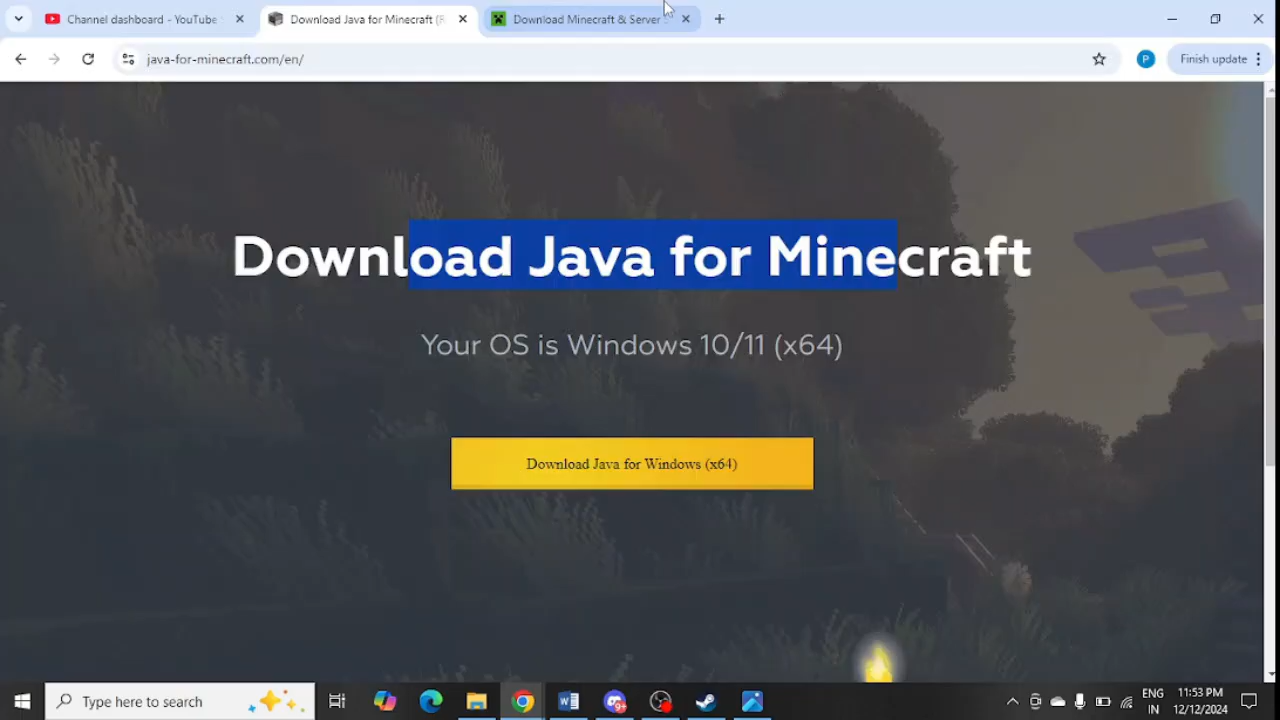 Channel dashboard - YouTube
Download Java for Minecraft (F
Download Minecraft & Server
java-for-minecraft.com/en/
P
Finish update
Download Java for Minecraft
Your OS is Windows 10/11 (x64)
Download Java for Windows (x64)
Type here to search
9+
ENG
IN
11:53 PM
12/12/2024